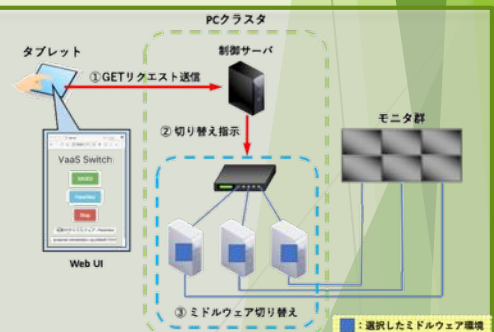 PCクラスタ
タブレット
制御サーバ
①GETリクエスト送信
モニタ群
②切り替え指示
VaaS Switch
Stop
Web UI
③ミドルウェア切り替え
：選択したミドルウェア環境